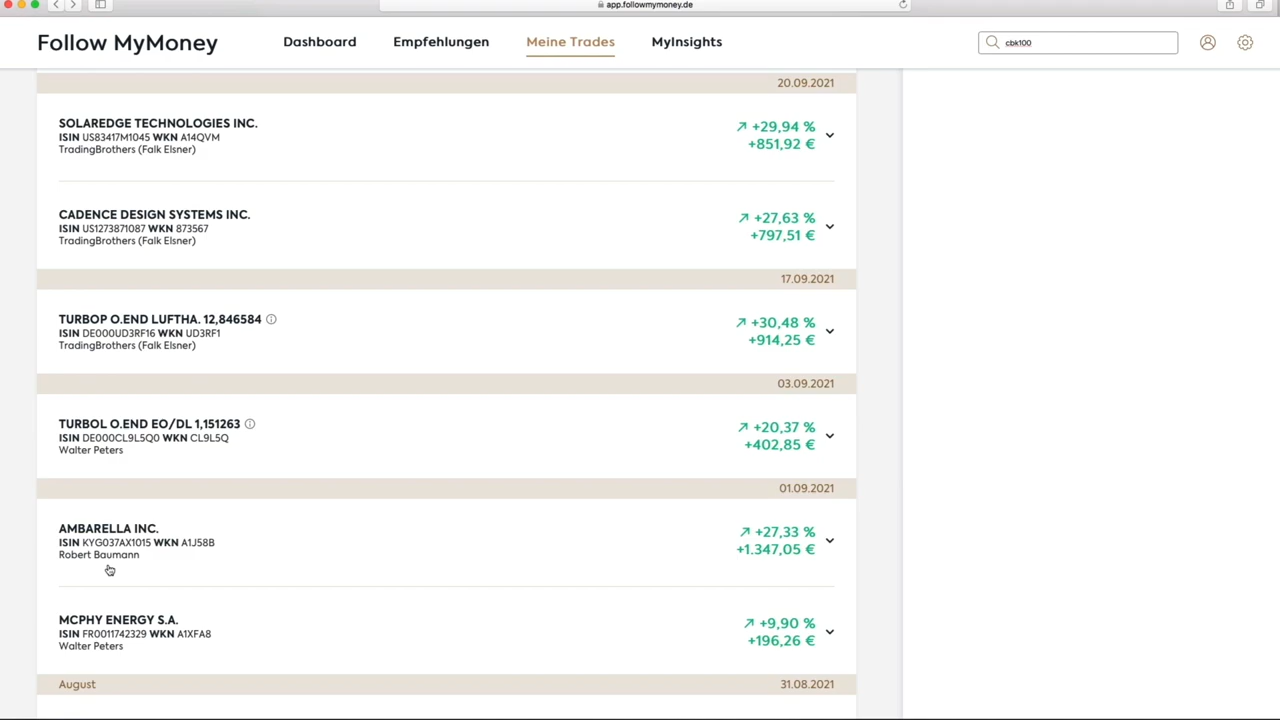 app.followmymoney.de
Follow MyMoney
Dashboard
Empfehlungen
Meine Trades
MyInsights
cbk100
20.09.2021
SOLAREDGE TECHNOLOGIES INC.
+29,94 %
ISIN US83417M1045 WKN A14QVM
+851,92 €
TradingBrothers (Falk Elsner)
CADENCE DESIGN SYSTEMS INC.
+27,63 %
ISIN US1273871087 WKN 873567
+797,51 €
TradingBrothers (Falk Elsner)
17.09.2021
TURBOP O.END LUFTHA. 12,846584
+30,48 %
ISIN DE000UD3RF16 WKN UD3RF1
+914,25 €
TradingBrothers (Falk Elsner)
03.09.2021
TURBOL O.END EO/DL 1,151263
+20,37 %
ISIN DE000CL9L5Q0 WKN CL9L5Q
+402,85 €
Walter Peters
01.09.2021
AMBARELLA INC.
+27,33 %
ISIN KYG037AX1015 WKN A1J58B
+1.347,05 €
Robert Baumann
MCPHY ENERGY S.A.
+9,90 %
ISIN FR0011742329 WKN A1XFA8
+196,26 €
Walter Peters
August
31.08.2021